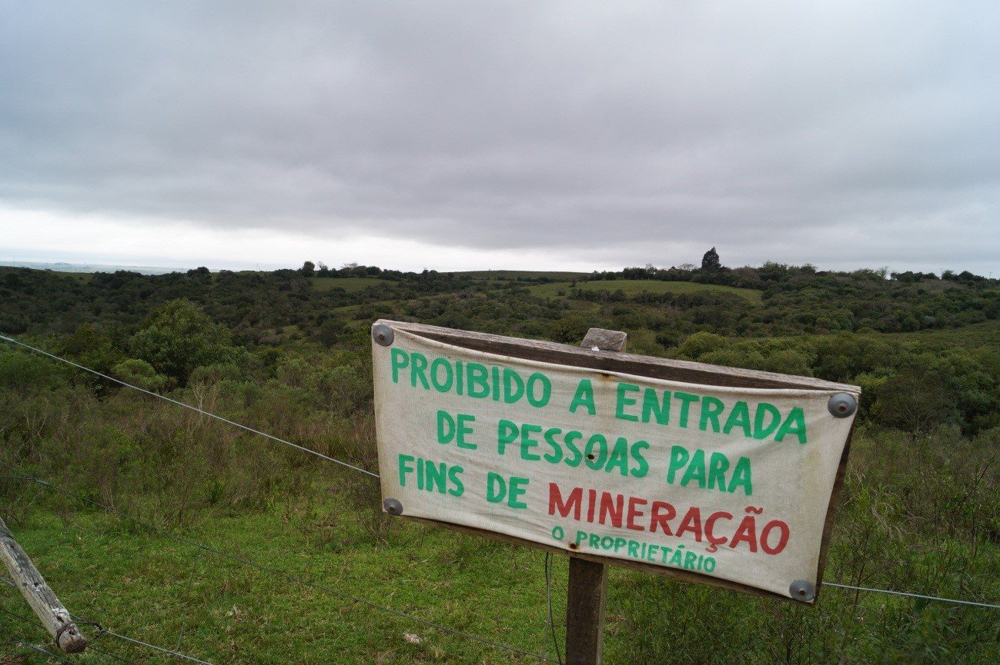 PROIBIDO A ENTRADA
DE PESSOAS PARA
FINS DE MINERAÇÃO
O PROPRIETÁRIO